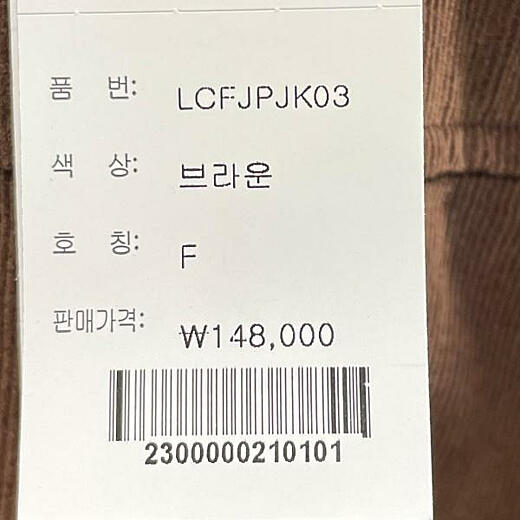 품 번: LCFJPJK03
색 상: 브라운
호 칭: F
판매가격: ₩148,000
2300000210101